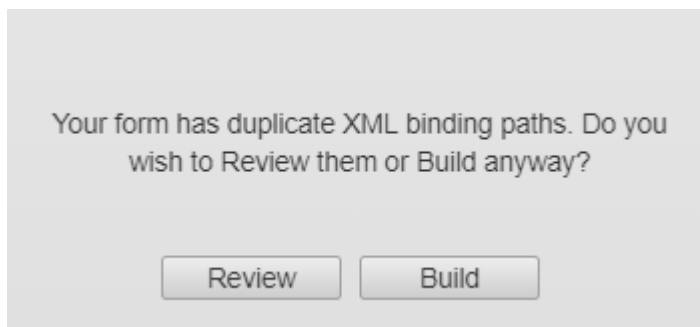 Your form has duplicate XML binding paths. Do you
wish to Review them or Build anyway?
Review Build